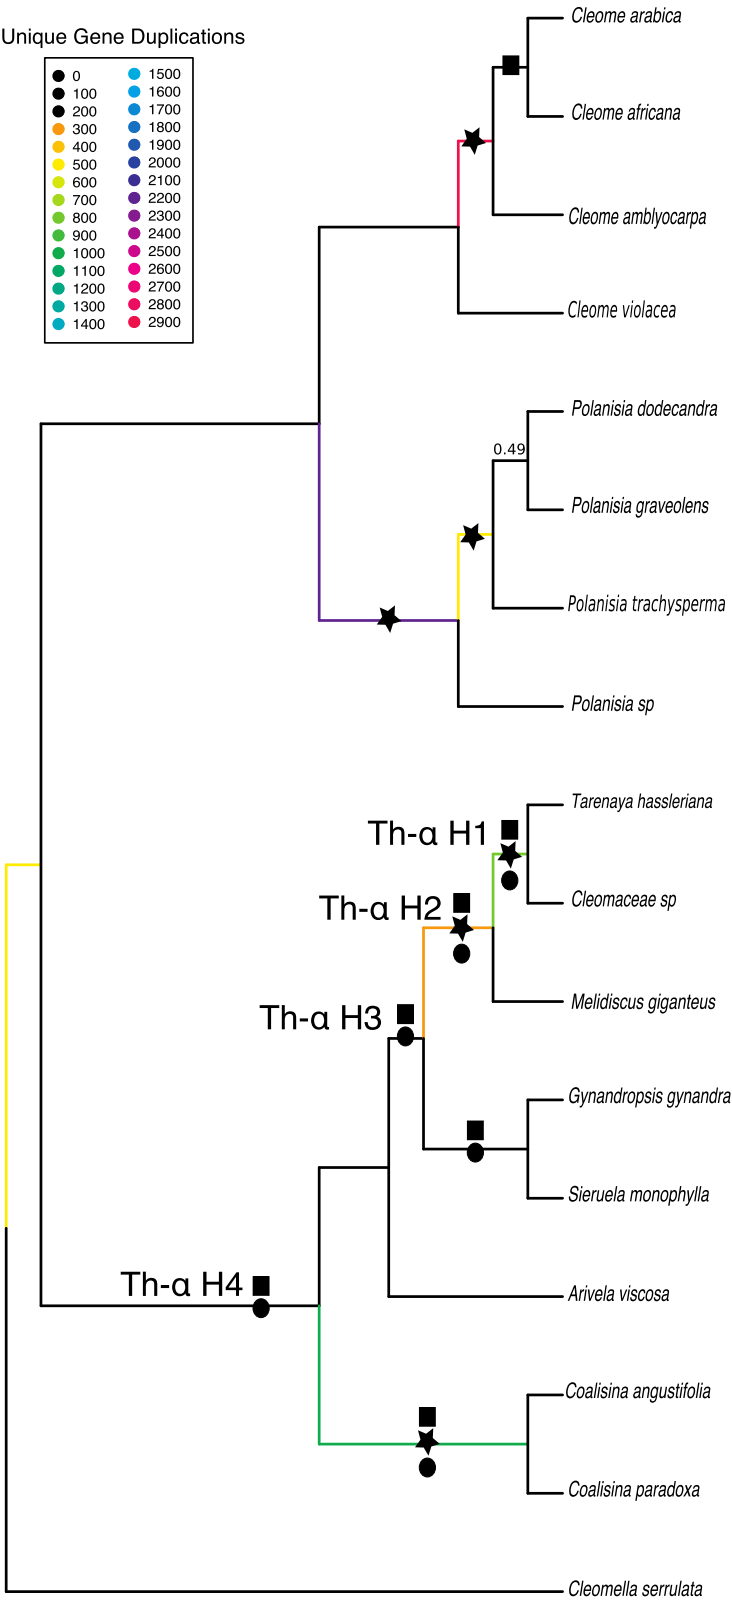 Unique Gene Duplications
0
100
200
300
400
500
600
700
800
900
1000
1100
1200
1300
1400
1500
1600
1700
1800
1900
2000
2100
2200
2300
2400
2500
2600
2700
2800
2900
Cleome arabica
Cleome africana
Cleome amblyocarpa
Cleome violacea
Polanisia dodecandra
0.49
Polanisia graveolens
Polanisia trachysperma
Polanisia sp
Tarenaya hassleriana
Th-α H1
Cleomaceae sp
Th-α H2
Melidiscus giganteus
Th-α H3
Gynandropsis gynandra
Sieruela monophylla
Th-α H4
Arivela viscosa
Coalisina angustifolia
Coalisina paradoxa
Cleomella serrulata